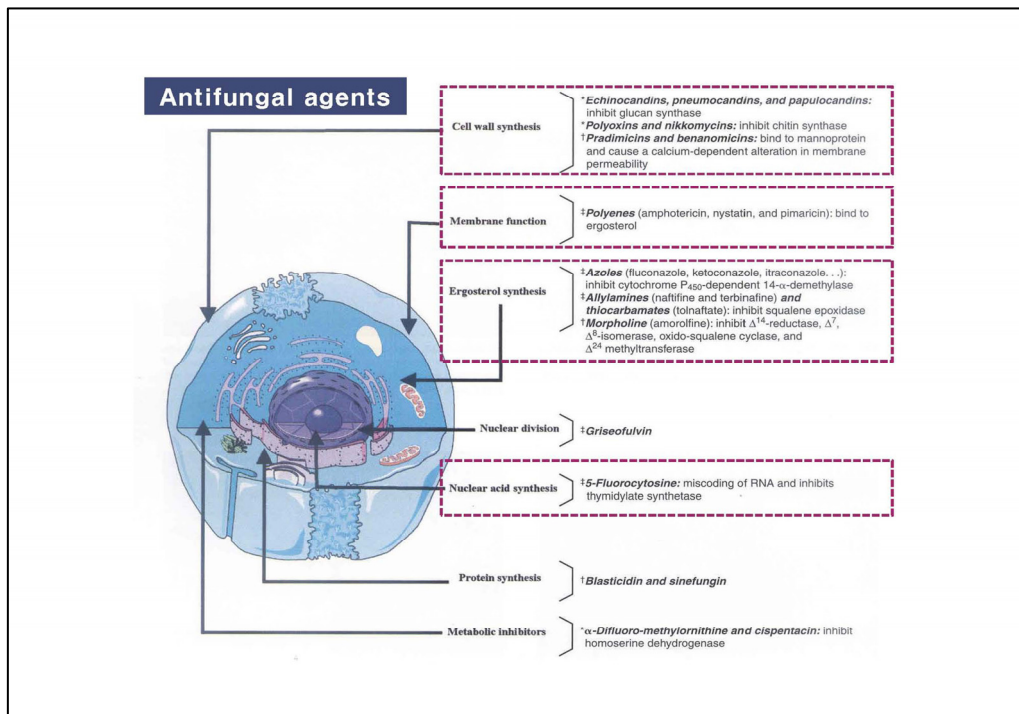 Antifungal agents
Cell wall synthesis
*Echinocandins, pneumocandins, and papulocandins:
inhibit glucan synthase
*Polyoxins and nikkomycins: inhibit chitin synthase
†Pradimicins and benanomicins: bind to mannoprotein
and cause a calcium-dependent alteration in membrane
permeability
Membrane function
‡Polyenes (amphotericin, nystatin, and pimaricin): bind to
ergosterol
Ergosterol synthesis
‡Azoles (fluconazole, ketoconazole, itraconazole. . .):
inhibit cytochrome P450-dependent 14-α-demethylase
‡Allylamines (naftifine and terbinafine) and
thiocarbamates (tolnaftate): inhibit squalene epoxidase
†Morpholine (amorolfine): inhibit Δ14-reductase, Δ7,
Δ8-isomerase, oxido-squalene cyclase, and
Δ24 methyltransferase
Nuclear division
‡Griseofulvin
Nuclear acid synthesis
‡5-Fluorocytosine: miscoding of RNA and inhibits
thymidylate synthetase
Protein synthesis
†Blasticidin and sinefungin
Metabolic inhibitors
*α-Difluoro-methylornithine and cispentacin: inhibit
homoserine dehydrogenase